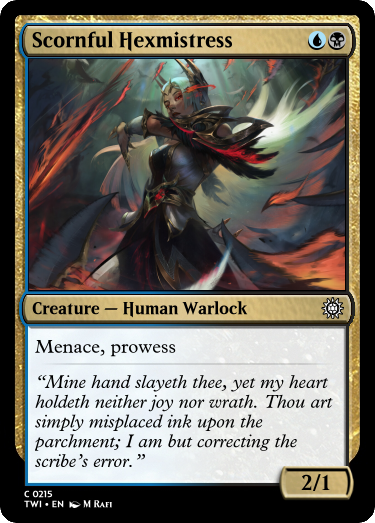 Scornful Hexmistress
Creature — Human Warlock
Menace, prowess
“Mine hand slayeth thee, yet my heart
holdeth neither joy nor wrath. Thou art
simply misplaced ink upon the
parchment; I am but correcting the
scribe’s error.”
2/1
C 0215
TWI • EN M Rafi